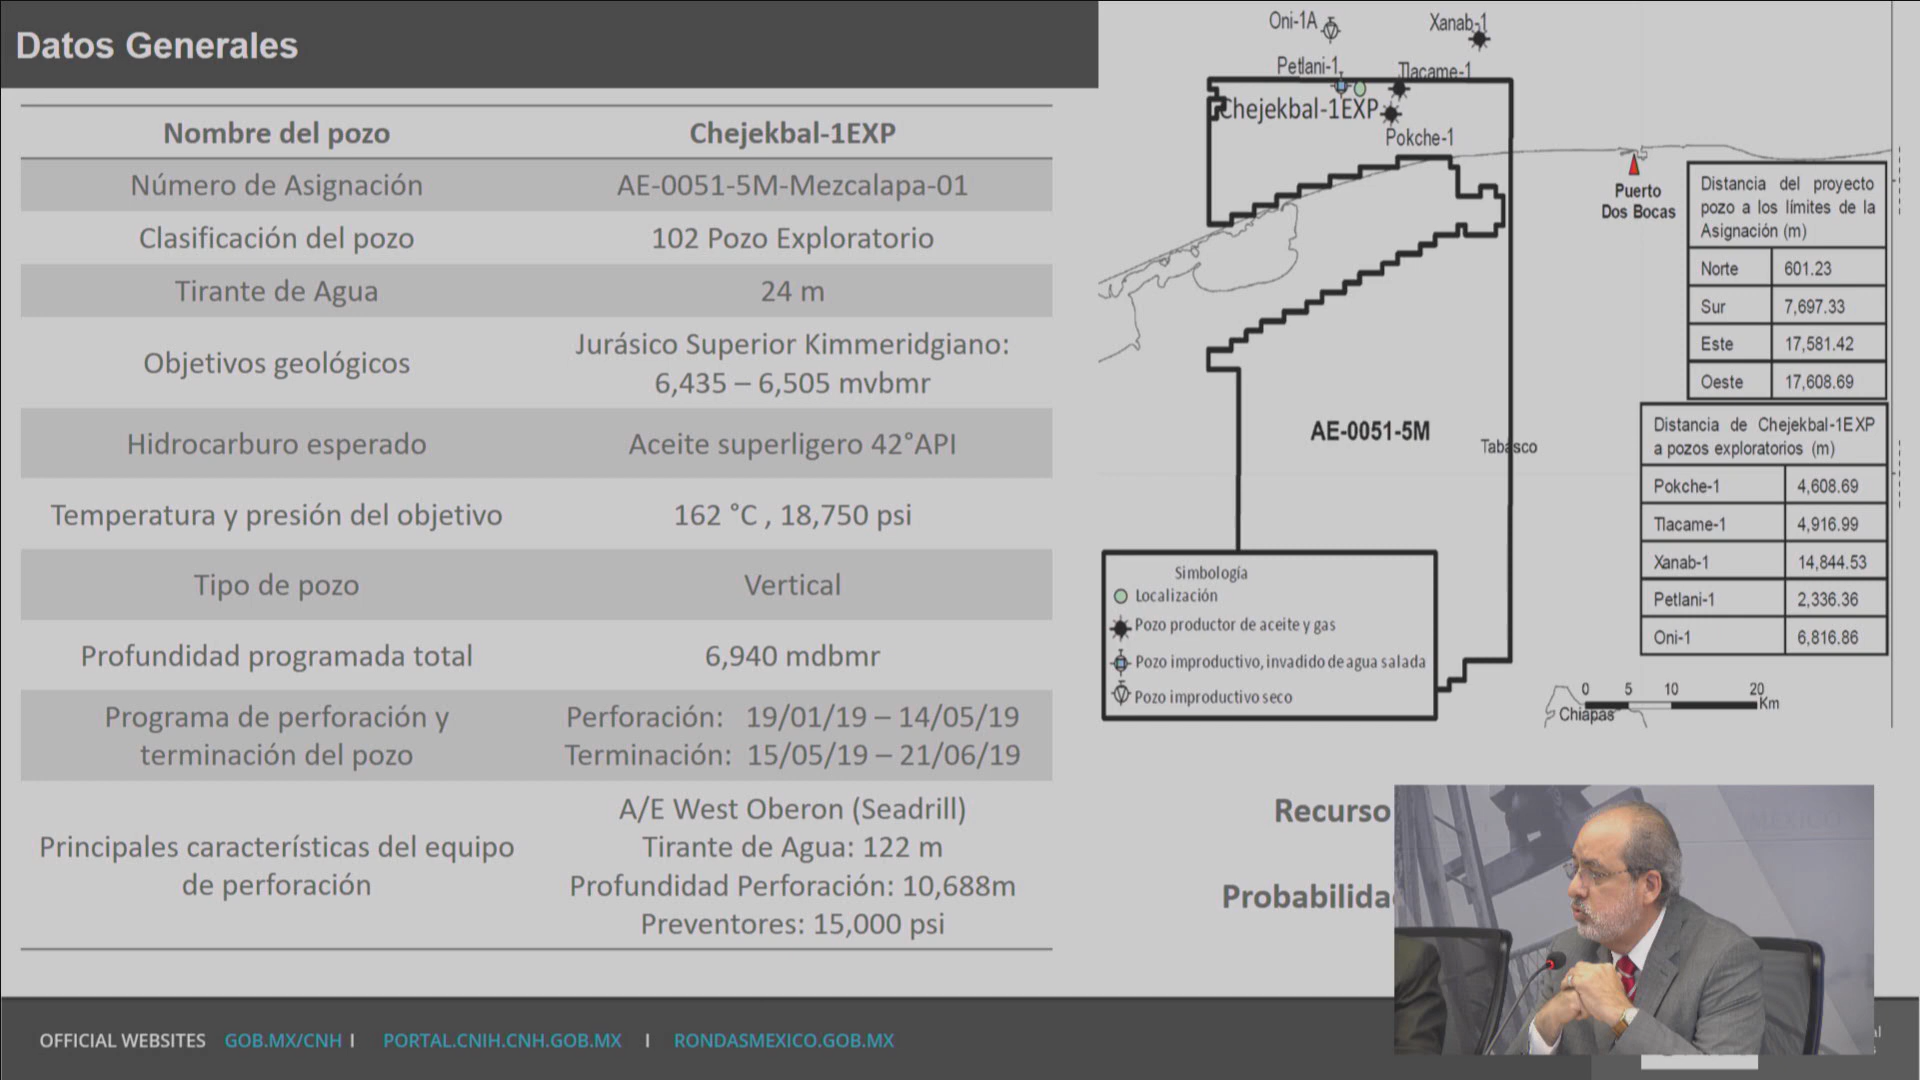 Datos Generales
Nombre del pozo Chejekbal-1EXP
Número de Asignación AE-0051-5M-Mezcalapa-01
Clasificación del pozo 102 Pozo Exploratorio
Tirante de Agua 24 m
Objetivos geológicos Jurásico Superior Kimmeridgiano:
6,435 – 6,505 mvbmr
Hidrocarburo esperado Aceite superligero 42°API
Temperatura y presión del objetivo 162 °C , 18,750 psi
Tipo de pozo Vertical
Profundidad programada total 6,940 mdbmr
Programa de perforación y
terminación del pozo
Perforación: 19/01/19 – 14/05/19
Terminación: 15/05/19 – 21/06/19
Principales características del equipo
de perforación
A/E West Oberon (Seadrill)
Tirante de Agua: 122 m
Profundidad Perforación: 10,688m
Preventores: 15,000 psi
Oni-1A
Xanab-1
Petlani-1
Tlacame-1
Chejekbal-1EXP
Pokche-1
Puerto
Dos Bocas
AE-0051-5M
Tabasco
Simbología
Localización
Pozo productor de aceite y gas
Pozo improductivo, invadido de agua salada
Pozo improductivo seco
Distancia del proyecto
pozo a los límites de la
Asignación (m)
Norte 601.23
Sur 7,697.33
Este 17,581.42
Oeste 17,608.69
Distancia de Chejekbal-1EXP
a pozos exploratorios (m)
Pokche-1 4,608.69
Tlacame-1 4,916.99
Xanab-1 14,844.53
Petlani-1 2,336.36
Oni-1 6,816.86
0 5 10 20
Km
Chiapas
Recurso
Probabilida
OFFICIAL WEBSITES GOB.MX/CNH I PORTAL.CNIH.CNH.GOB.MX I RONDASMEXICO.GOB.MX